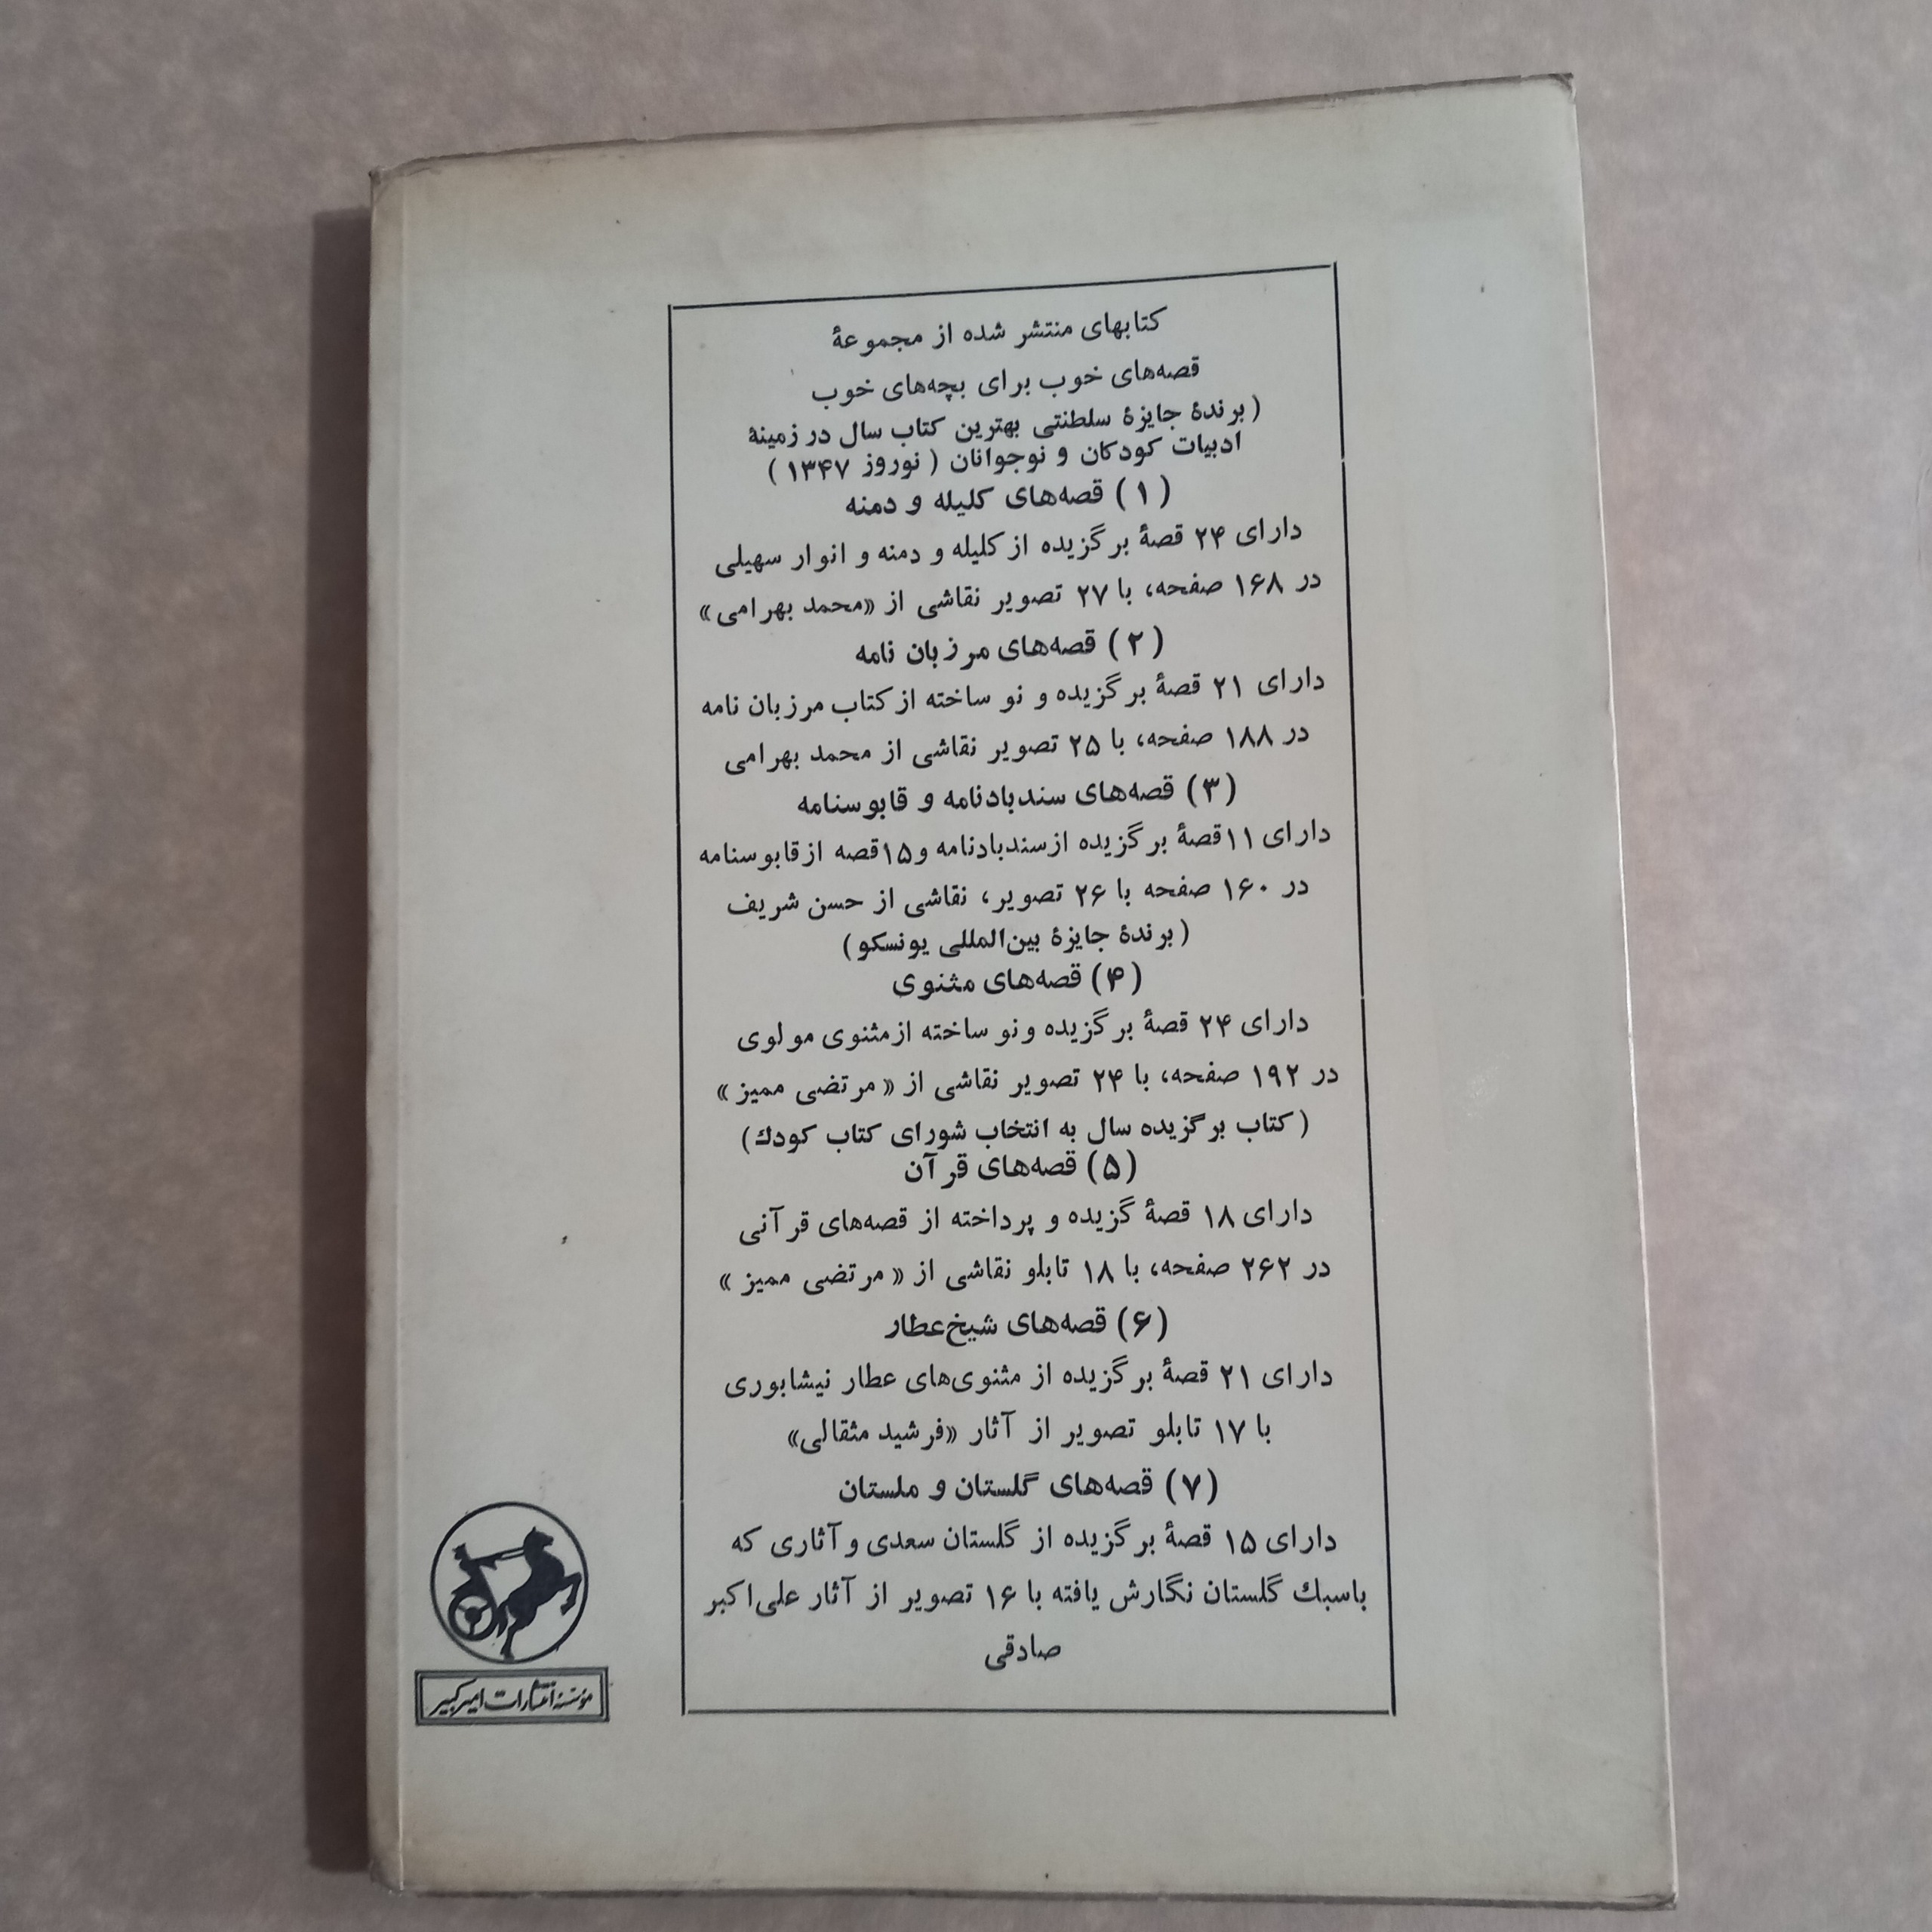 کتابهای منتشر شده از مجموعهٔ
قصه‌های خوب برای بچه‌های خوب
(برندهٔ جایزهٔ سلطنتی بهترین کتاب سال در زمینهٔ
ادبیات کودکان و نوجوانان (نوروز ۱۳۴۷)
(۱) قصه‌های کلیله و دمنه
دارای ۲۴ قصهٔ برگزیده از کلیله و دمنه و انوار سهیلی
در ۱۶۸ صفحه، با ۲۷ تصویر نقاشی از «محمد بهرامی»
(۲) قصه‌های مرزبان نامه
دارای ۲۱ قصهٔ برگزیده و نو ساخته از کتاب مرزبان نامه
در ۱۸۸ صفحه، با ۲۵ تصویر نقاشی از محمد بهرامی
(۳) قصه‌های سندبادنامه و قابوسنامه
دارای ۱۱ قصهٔ برگزیده از سندبادنامه و ۱۵ قصه از قابوسنامه
در ۱۶۰ صفحه با ۲۶ تصویر، نقاشی از حسن شریف
(برندهٔ جایزهٔ بین‌المللی یونسکو)
(۴) قصه‌های مثنوی
دارای ۲۴ قصهٔ برگزیده و نو ساخته از مثنوی مولوی
در ۱۹۲ صفحه، با ۲۴ تصویر نقاشی از «مرتضی ممیز»
(کتاب برگزیده سال به انتخاب شورای کتاب کودك)
(۵) قصه‌های قرآن
دارای ۱۸ قصهٔ گزیده و پرداخته از قصه‌های قرآنی
در ۲۶۲ صفحه، با ۱۸ تابلو نقاشی از «مرتضی ممیز»
(۶) قصه‌های شیخ‌عطار
دارای ۲۱ قصهٔ برگزیده از مثنوی‌های عطار نیشابوری
با ۱۷ تابلو تصویر از آثار «فرشید مثقالی»
(۷) قصه‌های گلستان و ملستان
دارای ۱۵ قصهٔ برگزیده از گلستان سعدی و آثاری که
باسبك گلستان نگارش یافته با ۱۶ تصویر از آثار علی‌اکبر
صادقی
مؤسسهٔ انتشارات امیرکبیر